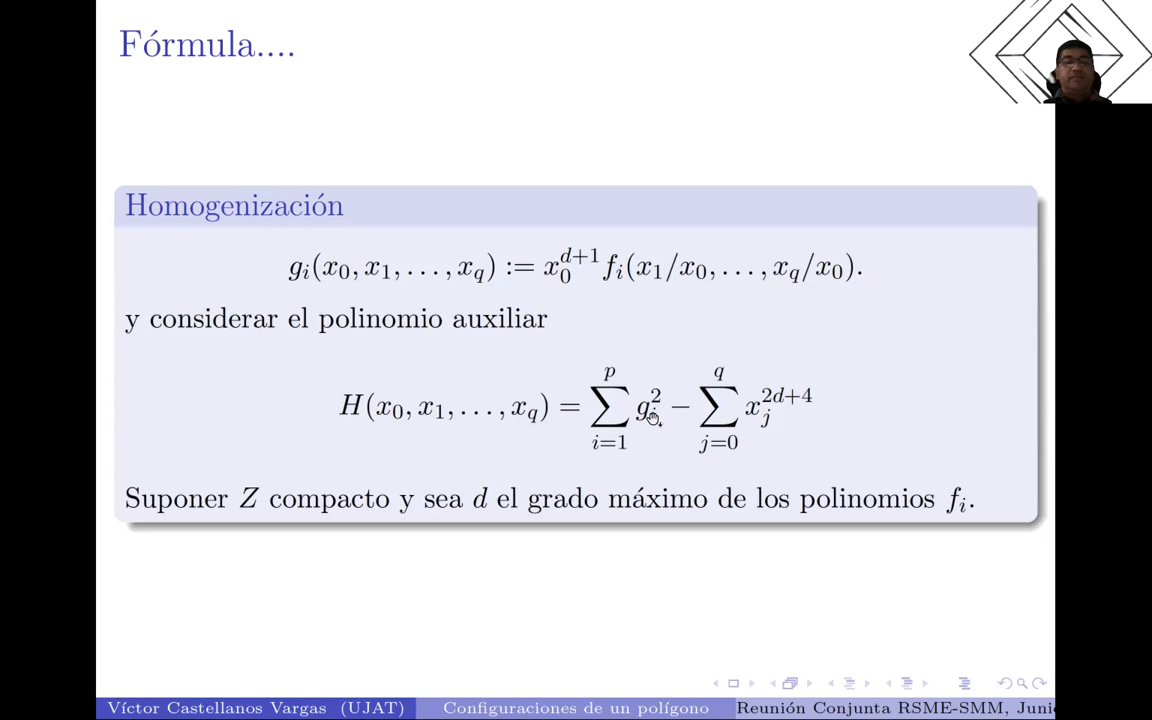 Fórmula....
Homogenización
g_i(x_0, x_1, . . . , x_q) := x_0^{d+1} f_i(x_1/x_0, . . . , x_q/x_0).
y considerar el polinomio auxiliar
H(x_0, x_1, . . . , x_q) = \sum_{i=1}^{p} g_i^2 − \sum_{j=0}^{q} x_j^{2d+4}
Suponer Z compacto y sea d el grado máximo de los polinomios f_i.
Víctor Castellanos Vargas (UJAT) Configuraciones de un polígono Reunión Conjunta RSME-SMM, Juni